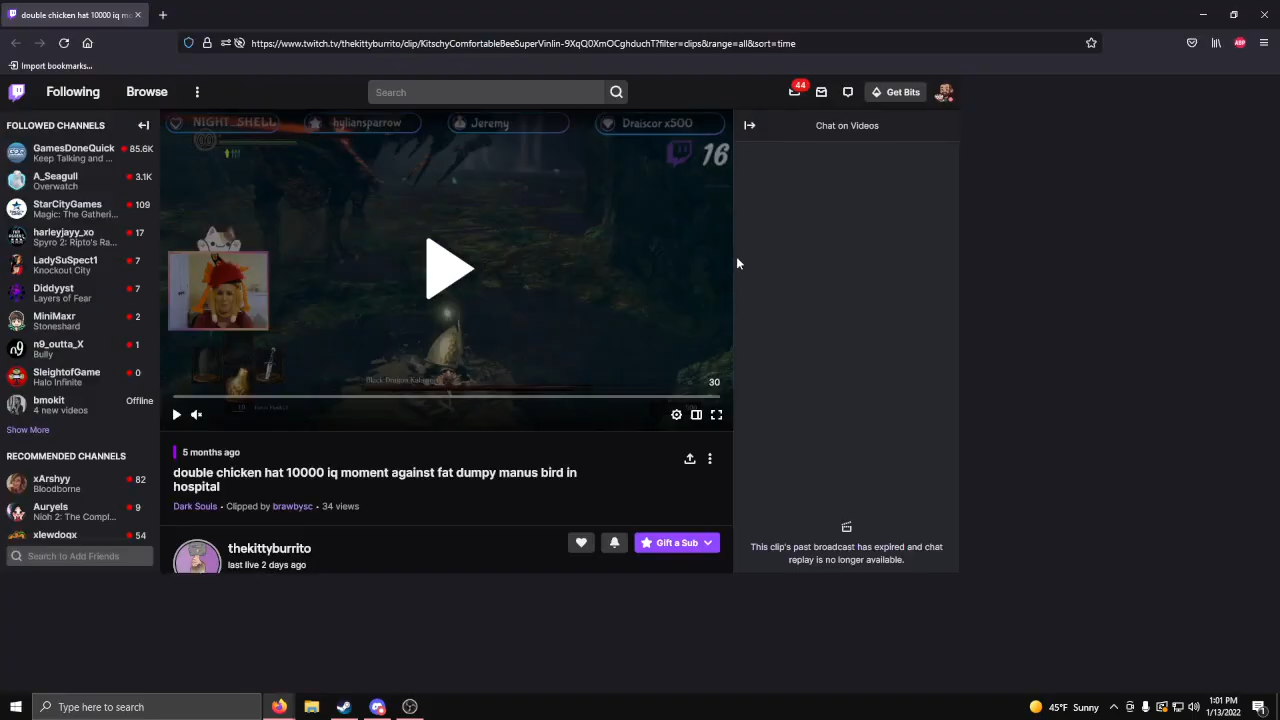 double chicken hat 10000 iq mo
https://www.twitch.tv/thekittyburrito/clip/KitschyComfortableBeeSuperVinlin-9XqQ0XmOCghduchT?filter=clips&range=all&sort=time
Import bookmarks...
Following
Browse
Search
44
Get Bits
FOLLOWED CHANNELS
GamesDoneQuick
85.6K
Keep Talking and ...
A_Seagull
3.1K
Overwatch
StarCityGames
109
Magic: The Gatheri...
harleyjayy_xo
17
Spyro 2: Ripto's Ra...
LadySuSpect1
7
Knockout City
Diddyyst
7
Layers of Fear
MiniMaxr
2
Stoneshard
n9_outta_X
1
Bully
SleightofGame
0
Halo Infinite
bmokit
Offline
4 new videos
Show More
RECOMMENDED CHANNELS
xArshyy
82
Bloodborne
Auryels
9
Nioh 2: The Compl...
xlewdogx
54
Search to Add Friends
NIGHT_SHELL
hyliansparrow
Jeremy
Draiscor x500
16
30
5 months ago
double chicken hat 10000 iq moment against fat dumpy manus bird in
hospital
Dark Souls • Clipped by brawbysc • 34 views
thekittyburrito
last live 2 days ago
Gift a Sub
Chat on Videos
This clip's past broadcast has expired and chat
replay is no longer available.
Type here to search
45°F Sunny
1:01 PM
1/13/2022
1